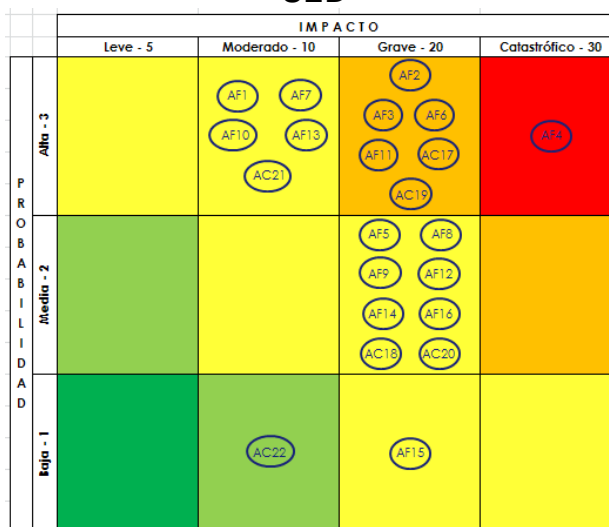 IMPACTO
Leve - 5
Moderado - 10
Grave - 20
Catastrófico - 30
PROBABILIDAD
Alta - 3
AF1
AF7
AF10
AF13
AC21
AF2
AF3
AF6
AF11
AC17
AC19
AF4
Media - 2
AF5
AF8
AF9
AF12
AF14
AF16
AC18
AC20
Baja - 1
AC22
AF15